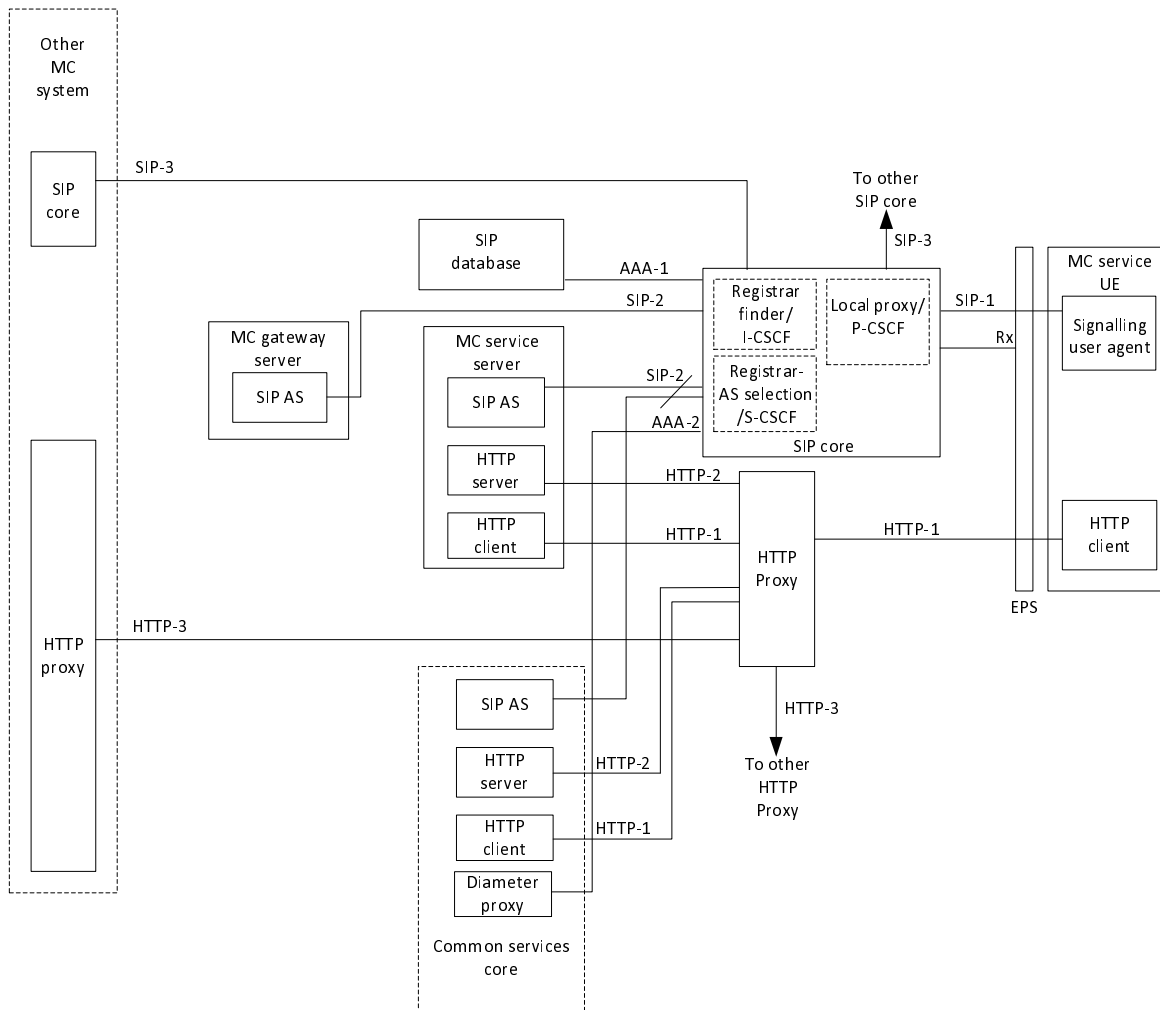 Other
MC
system
SIP
core
SIP-3
To other
SIP core
SIP-3
SIP
database
AAA-1
SIP-2
MC gateway
server
SIP AS
MC service
server
SIP AS
HTTP
server
HTTP
client
SIP-2
AAA-2
Registrar
finder/
I-CSCF
Local proxy/
P-CSCF
Registrar-
AS selection
/S-CSCF
SIP core
SIP-1
Rx
MC service
UE
Signalling
user agent
HTTP-2
HTTP-1
HTTP
Proxy
HTTP-1
HTTP
client
EPS
HTTP
proxy
HTTP-3
HTTP-3
To other
HTTP
Proxy
SIP AS
HTTP
server
HTTP-2
HTTP
client
HTTP-1
Diameter
proxy
Common services
core